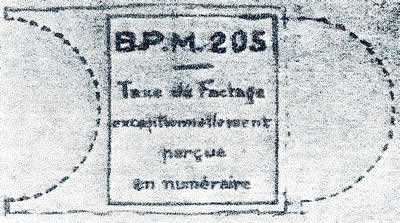 B.P.M. 205
Taxe de Factage
exceptionnellement
perçue
en numéraire